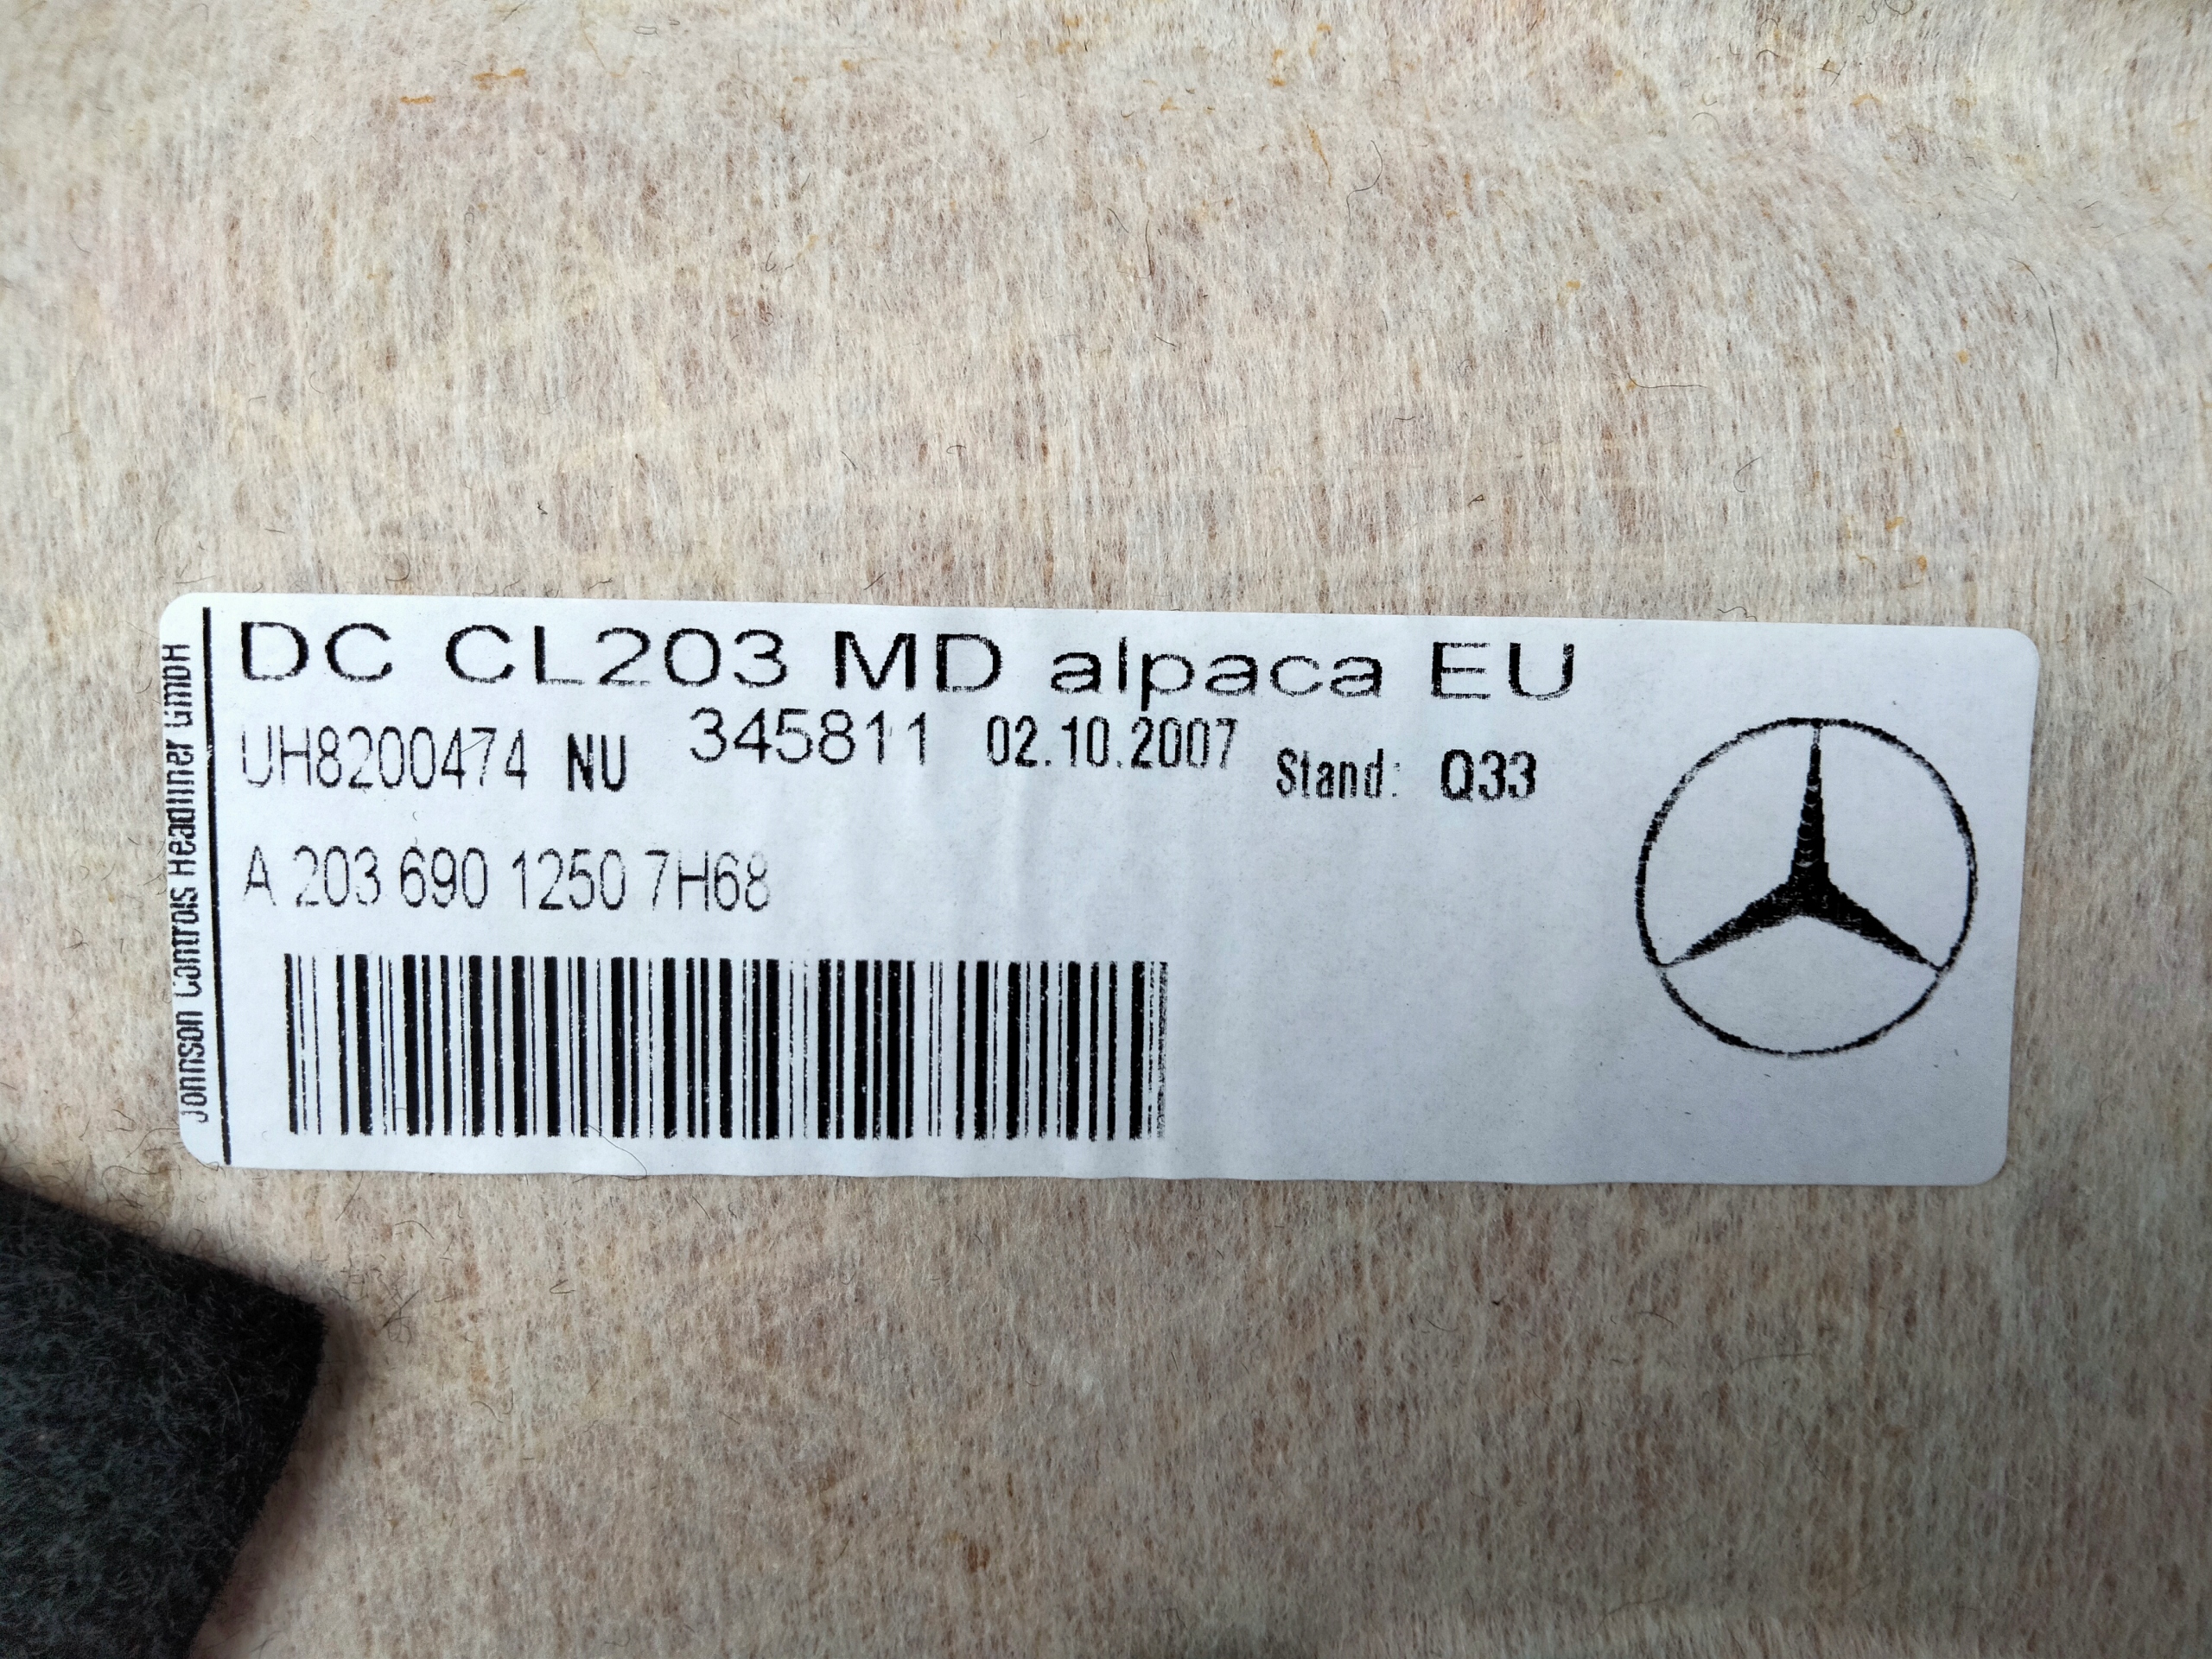 DC CL203 MD alpaca EU
UH8200474 NU 345811 02.10.2007 Stand: Q33
A 203 690 1250 7H68
Johnson Controls Headliner GmbH